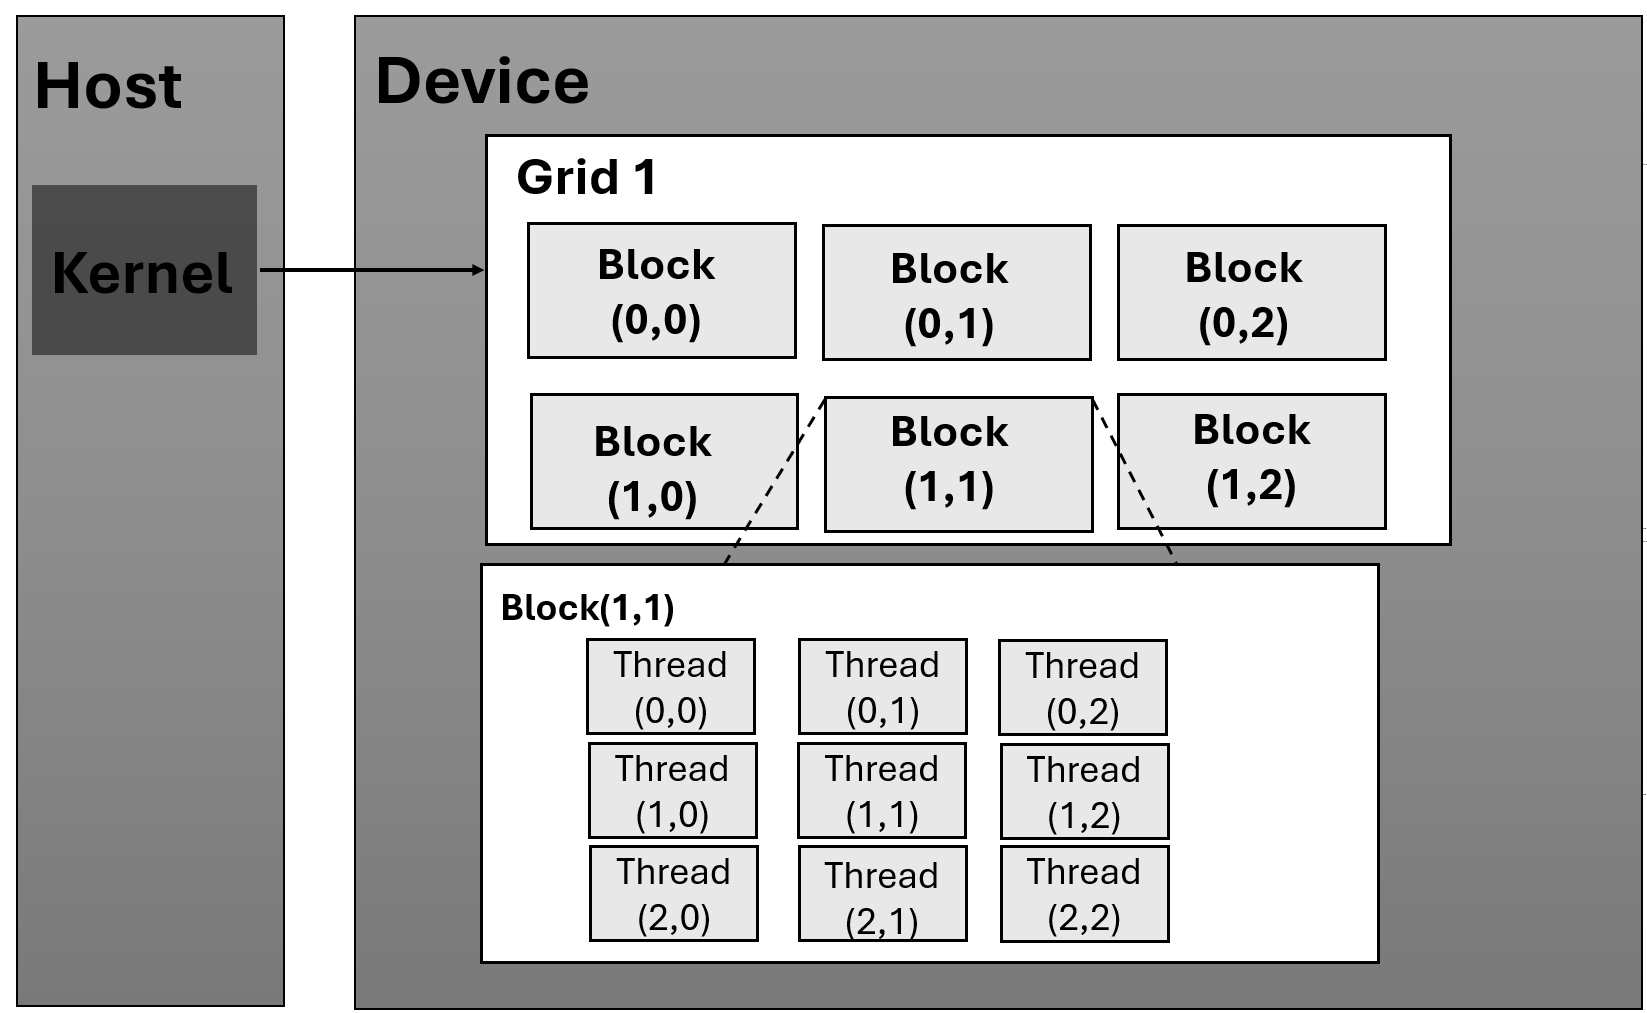 Host
Kernel
Device
Grid 1
Block
(0,0)
Block
(0,1)
Block
(0,2)
Block
(1,0)
Block
(1,1)
Block
(1,2)
Block(1,1)
Thread
(0,0)
Thread
(0,1)
Thread
(0,2)
Thread
(1,0)
Thread
(1,1)
Thread
(1,2)
Thread
(2,0)
Thread
(2,1)
Thread
(2,2)